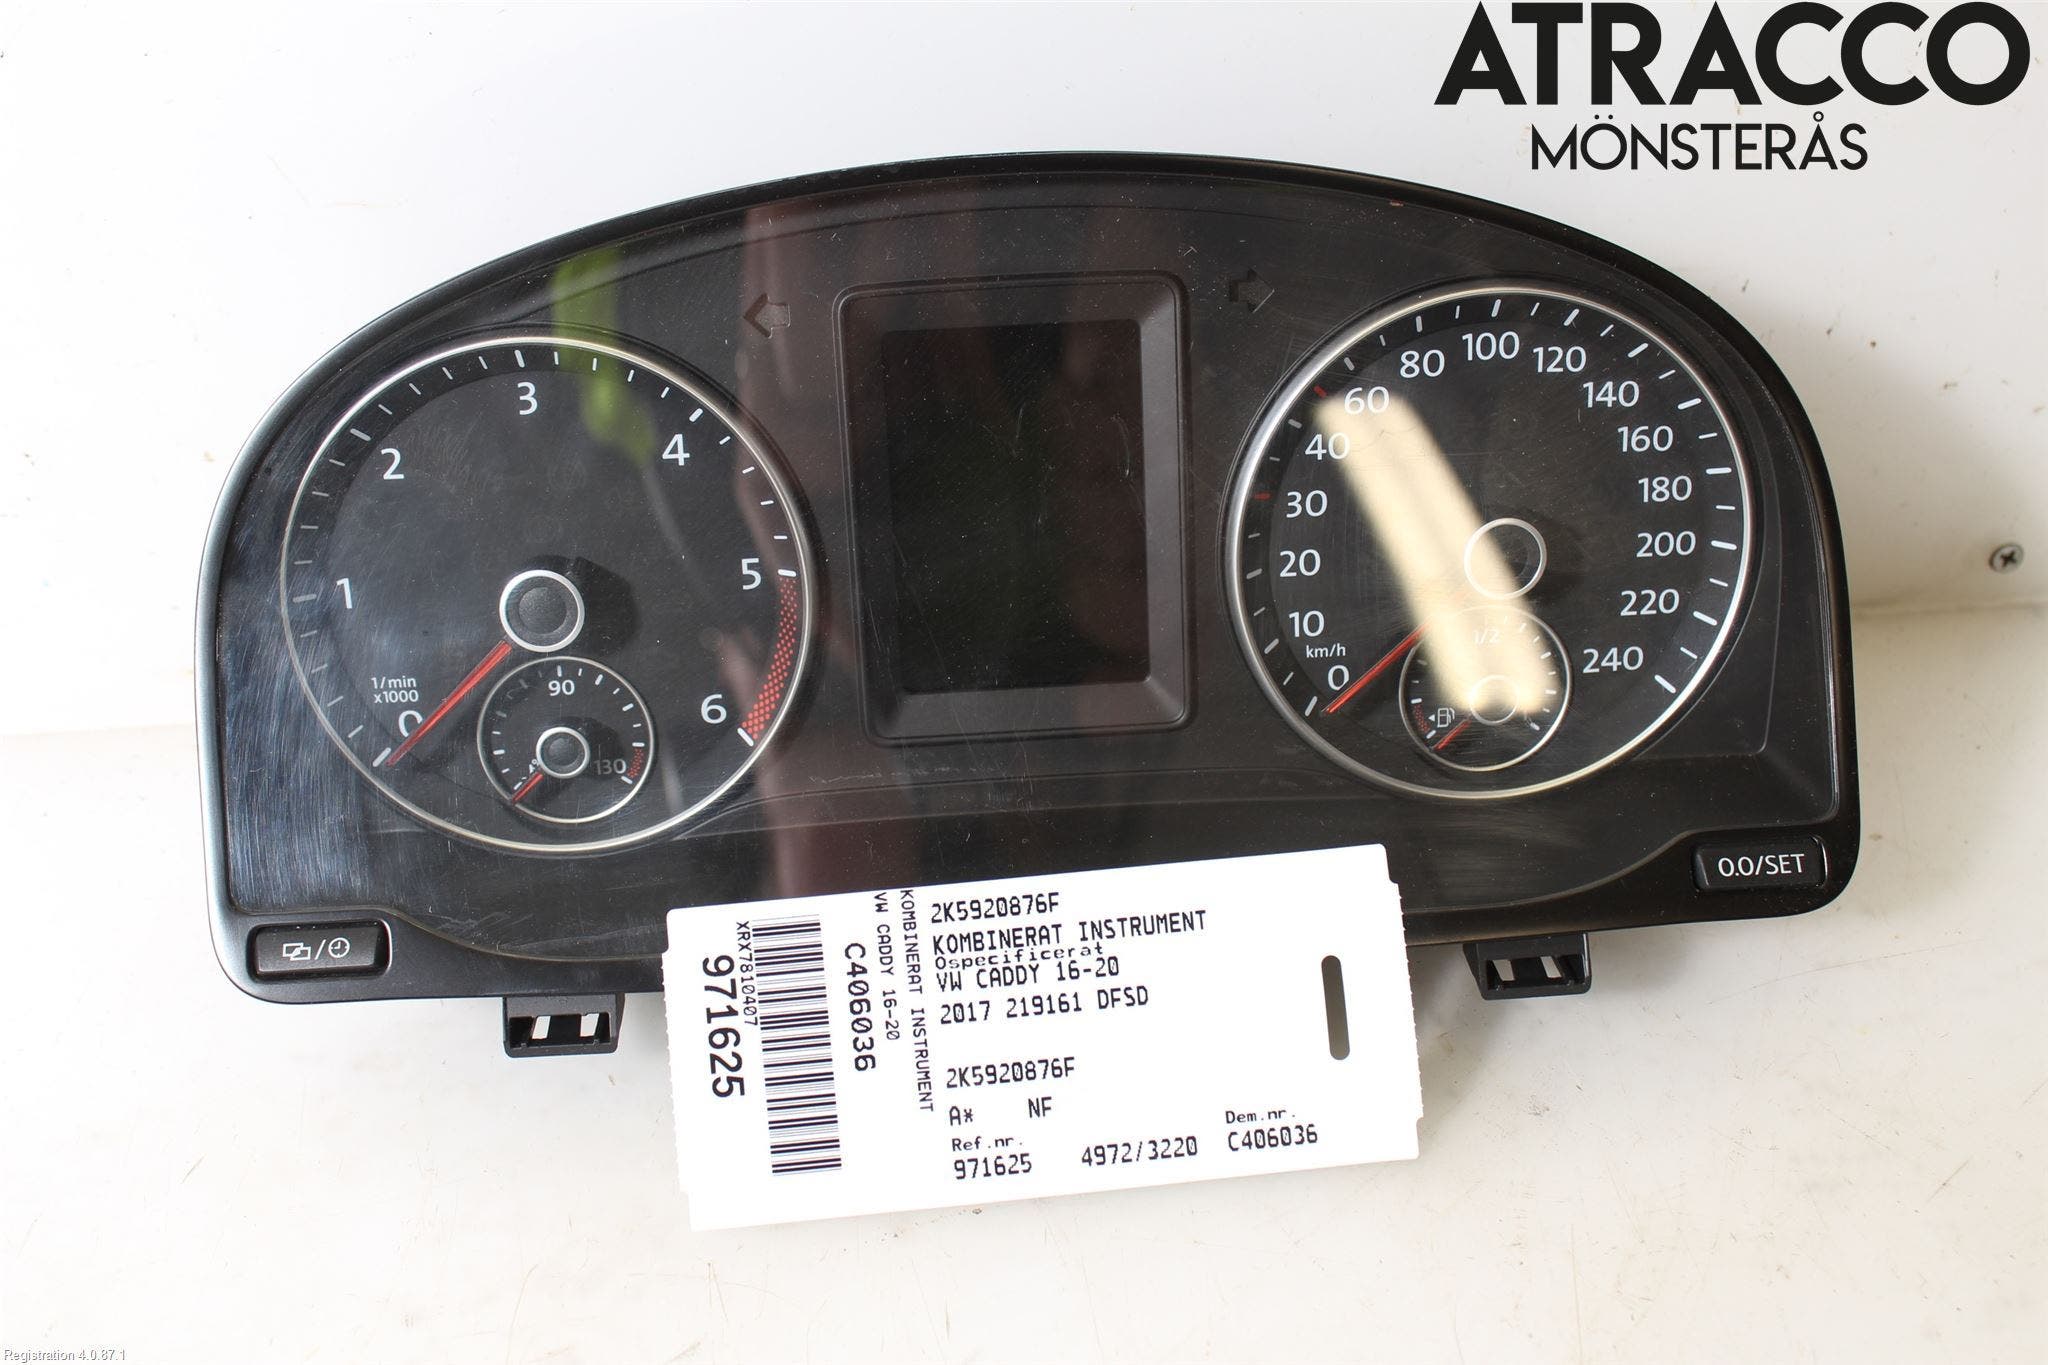 ATRACCO
MÖNSTERÅS
1/min
x1000
0
1
2
3
4
5
6
90
130
km/h
0
10
20
30
40
60
80
100
120
140
160
180
200
220
240
1/2
0.0/SET
2K5920876F
KOMBINERAT INSTRUMENT
Ospecificerat
VW CADDY 16-20
2017 219161 DFSD
2K5920876F
A* NF
Ref.nr.
971625
4972/3220
Dem.nr.
C406036
KOMBINERAT INSTRUMENT
VW CADDY 16-20
C406036
XRX7810407
971625
Registration 4.0.87.1